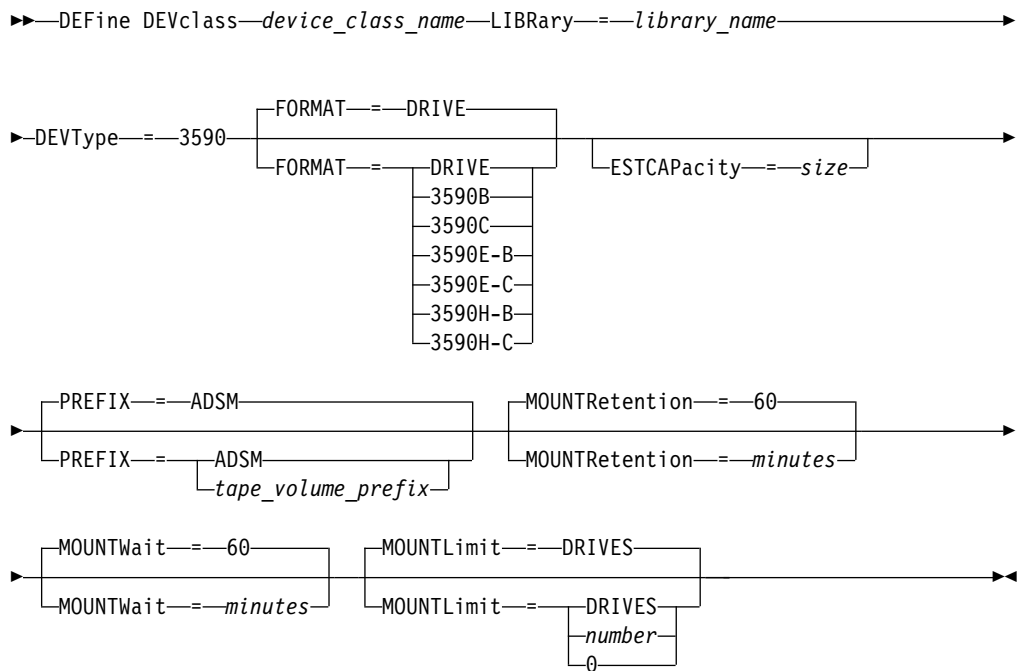 DEFine DEVclass device_class_name LIBRary = library_name
FORMAT = DRIVE
DEVType = 3590
FORMAT = DRIVE
ESTCAPacity = size
3590B
3590C
3590E-B
3590E-C
3590H-B
3590H-C
PREFIX = ADSM
MOUNTRetention = 60
PREFIX = ADSM
tape_volume_prefix
MOUNTRetention = minutes
MOUNTWait = 60
MOUNTLimit = DRIVES
MOUNTWait = minutes
MOUNTLimit = DRIVES
number
0